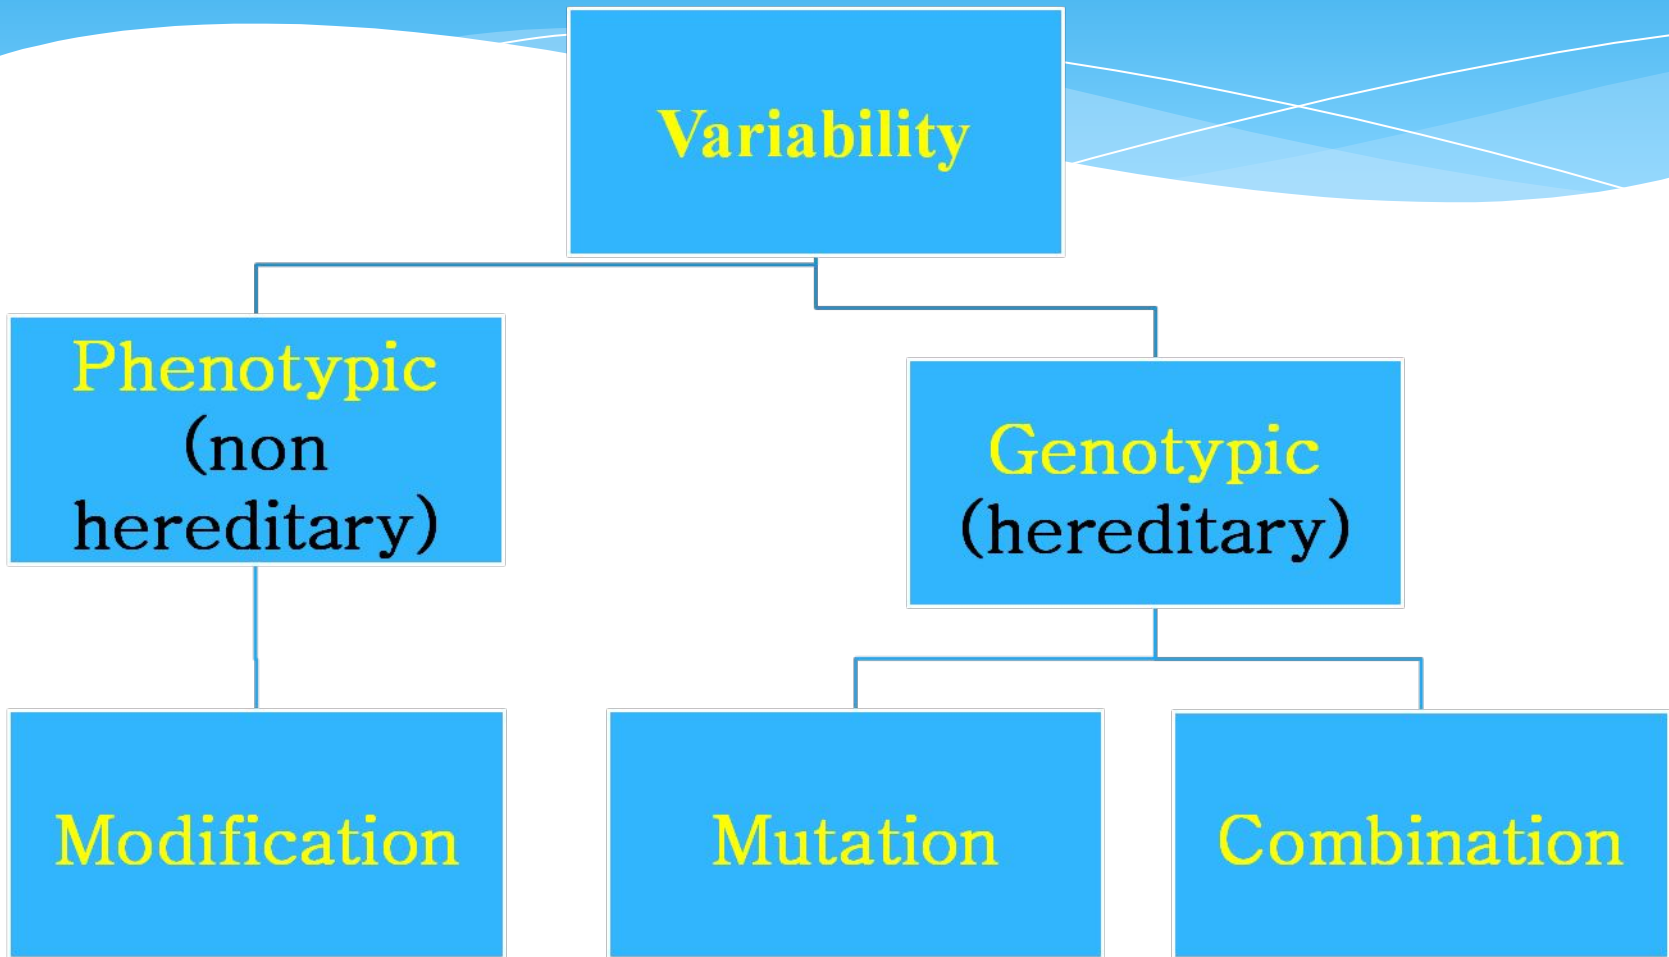 Variability
Phenotypic
(non
hereditary)
Genotypic
(hereditary)
Modification
Mutation
Combination